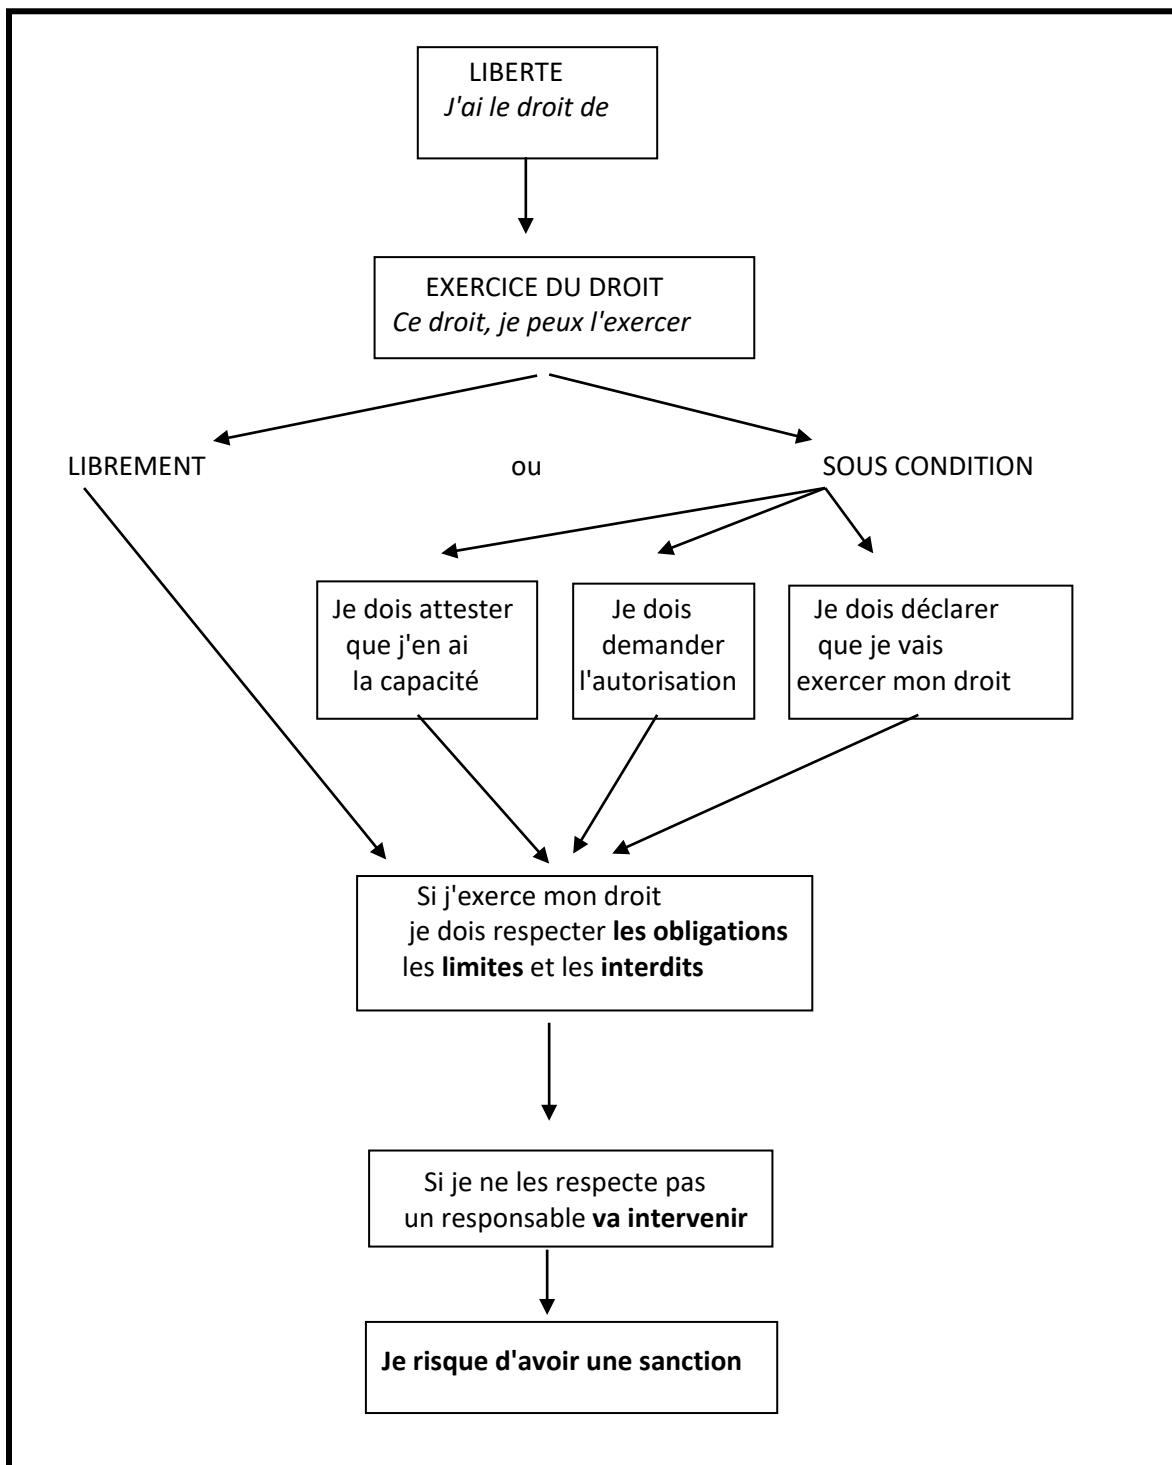 LIBERTE
J'ai le droit de
EXERCICE DU DROIT
Ce droit, je peux l'exercer
LIBREMENT
ou
SOUS CONDITION
Je dois attester
que j'en ai
la capacité
Je dois
demander
l'autorisation
Je dois déclarer
que je vais
exercer mon droit
Si j'exerce mon droit
je dois respecter les obligations
les limites et les interdits
Si je ne les respecte pas
un responsable va intervenir
Je risque d'avoir une sanction